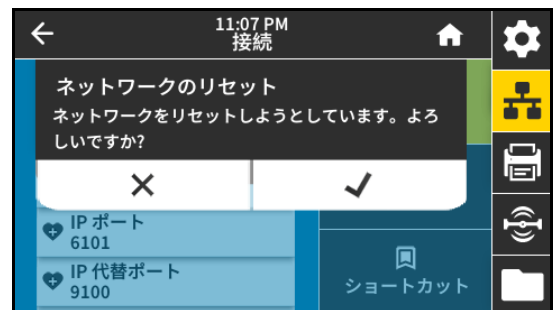 11:07 PM
接続
ネットワークのリセット
ネットワークをリセットしようとしています。よろ
しいですか?
IP ポート
6101
IP 代替ポート
9100
ショートカット